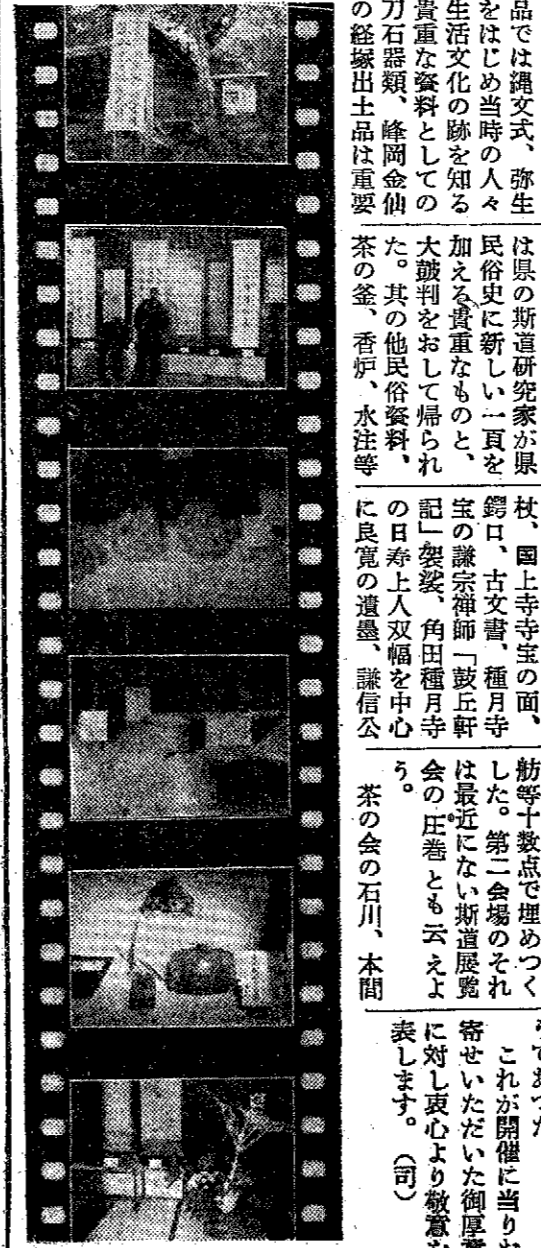 品では縄文式、弥生
をはじめ当時の人々
生活文化の跡を知る
貴重な資料としての
刀石器類、峰岡金仙
の経塚出土品は重要
は県の斯道研究家が県
民俗史に新しい一頁を
加える貴重なものと、
大鼓判をおして帰られ
た。其の他民俗資料、
茶の釜、香炉、水注等
杖、国上寺寺宝の面、
鍔口、古文書、種月寺
宝の謙宗禅師「鼓丘軒
記」袈裟、角田種月寺
の日寿上人双幅を中心
に良寛の遺墨、謙信公
舫等十数点で埋めつく
した。第二会場のそれ
は最近にない斯道展覧
会の圧巻とも云えよ
う。
茶の会の石川、本間
であつた
これが開催に当りお
寄せいただいた御厚意
に対し衷心より敬意を
表します。(司)